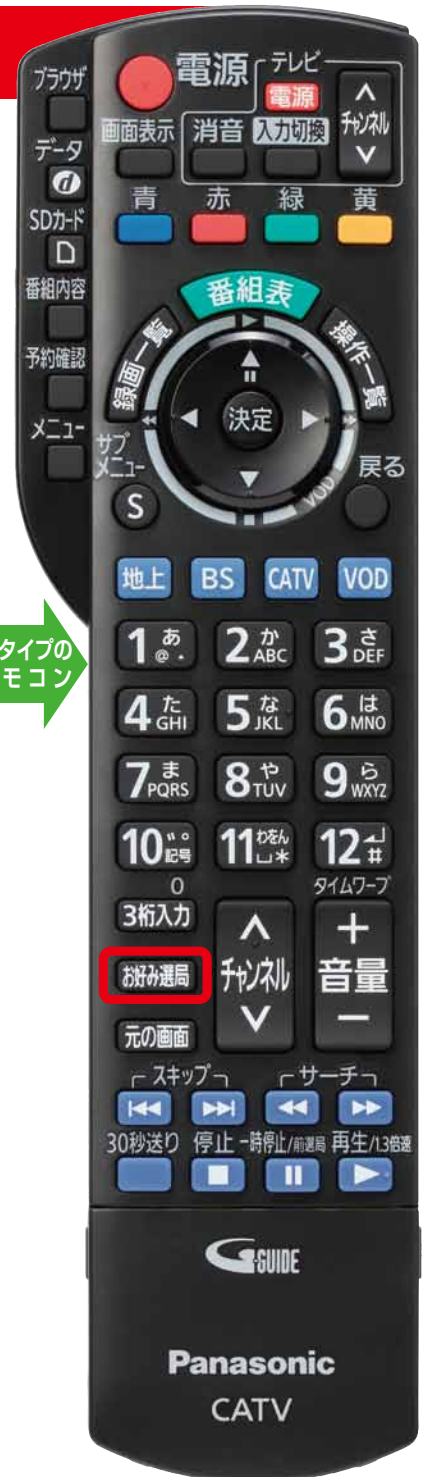 ブラウザ
電源
テレビ
電源
画面表示
消音
入力切換
チャンネル
データ
d
SDカード
青
赤
緑
黄
番組内容
番組表
録画一覧
操作一覧
予約確認
決定
メニュー
サブメニュー
S
VOD
戻る
地上
BS
CATV
VOD
タイプの
モコン
1 あ @.
2 か ABC
3 さ DEF
4 た GHI
5 な JKL
6 は MNO
7 ま PQRS
8 や TUV
9 ら WXYZ
10 ゛゜ 記号
11 わをん ␣*
12 ↲ #
0
タイムワープ
3桁入力
チャンネル
+
音量
−
お好み選局
元の画面
スキップ
サーチ
30秒送り
停止
一時停止/前選局
再生/1.3倍速
G-GUIDE
Panasonic
CATV